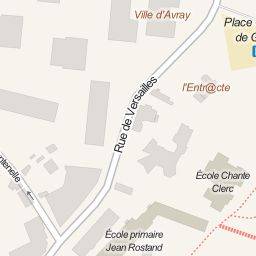 Ville d'Avray
Place
de G
l'Entr@cte
Rue de Versailles
École Chante
Clerc
École primaire
Jean Rostand